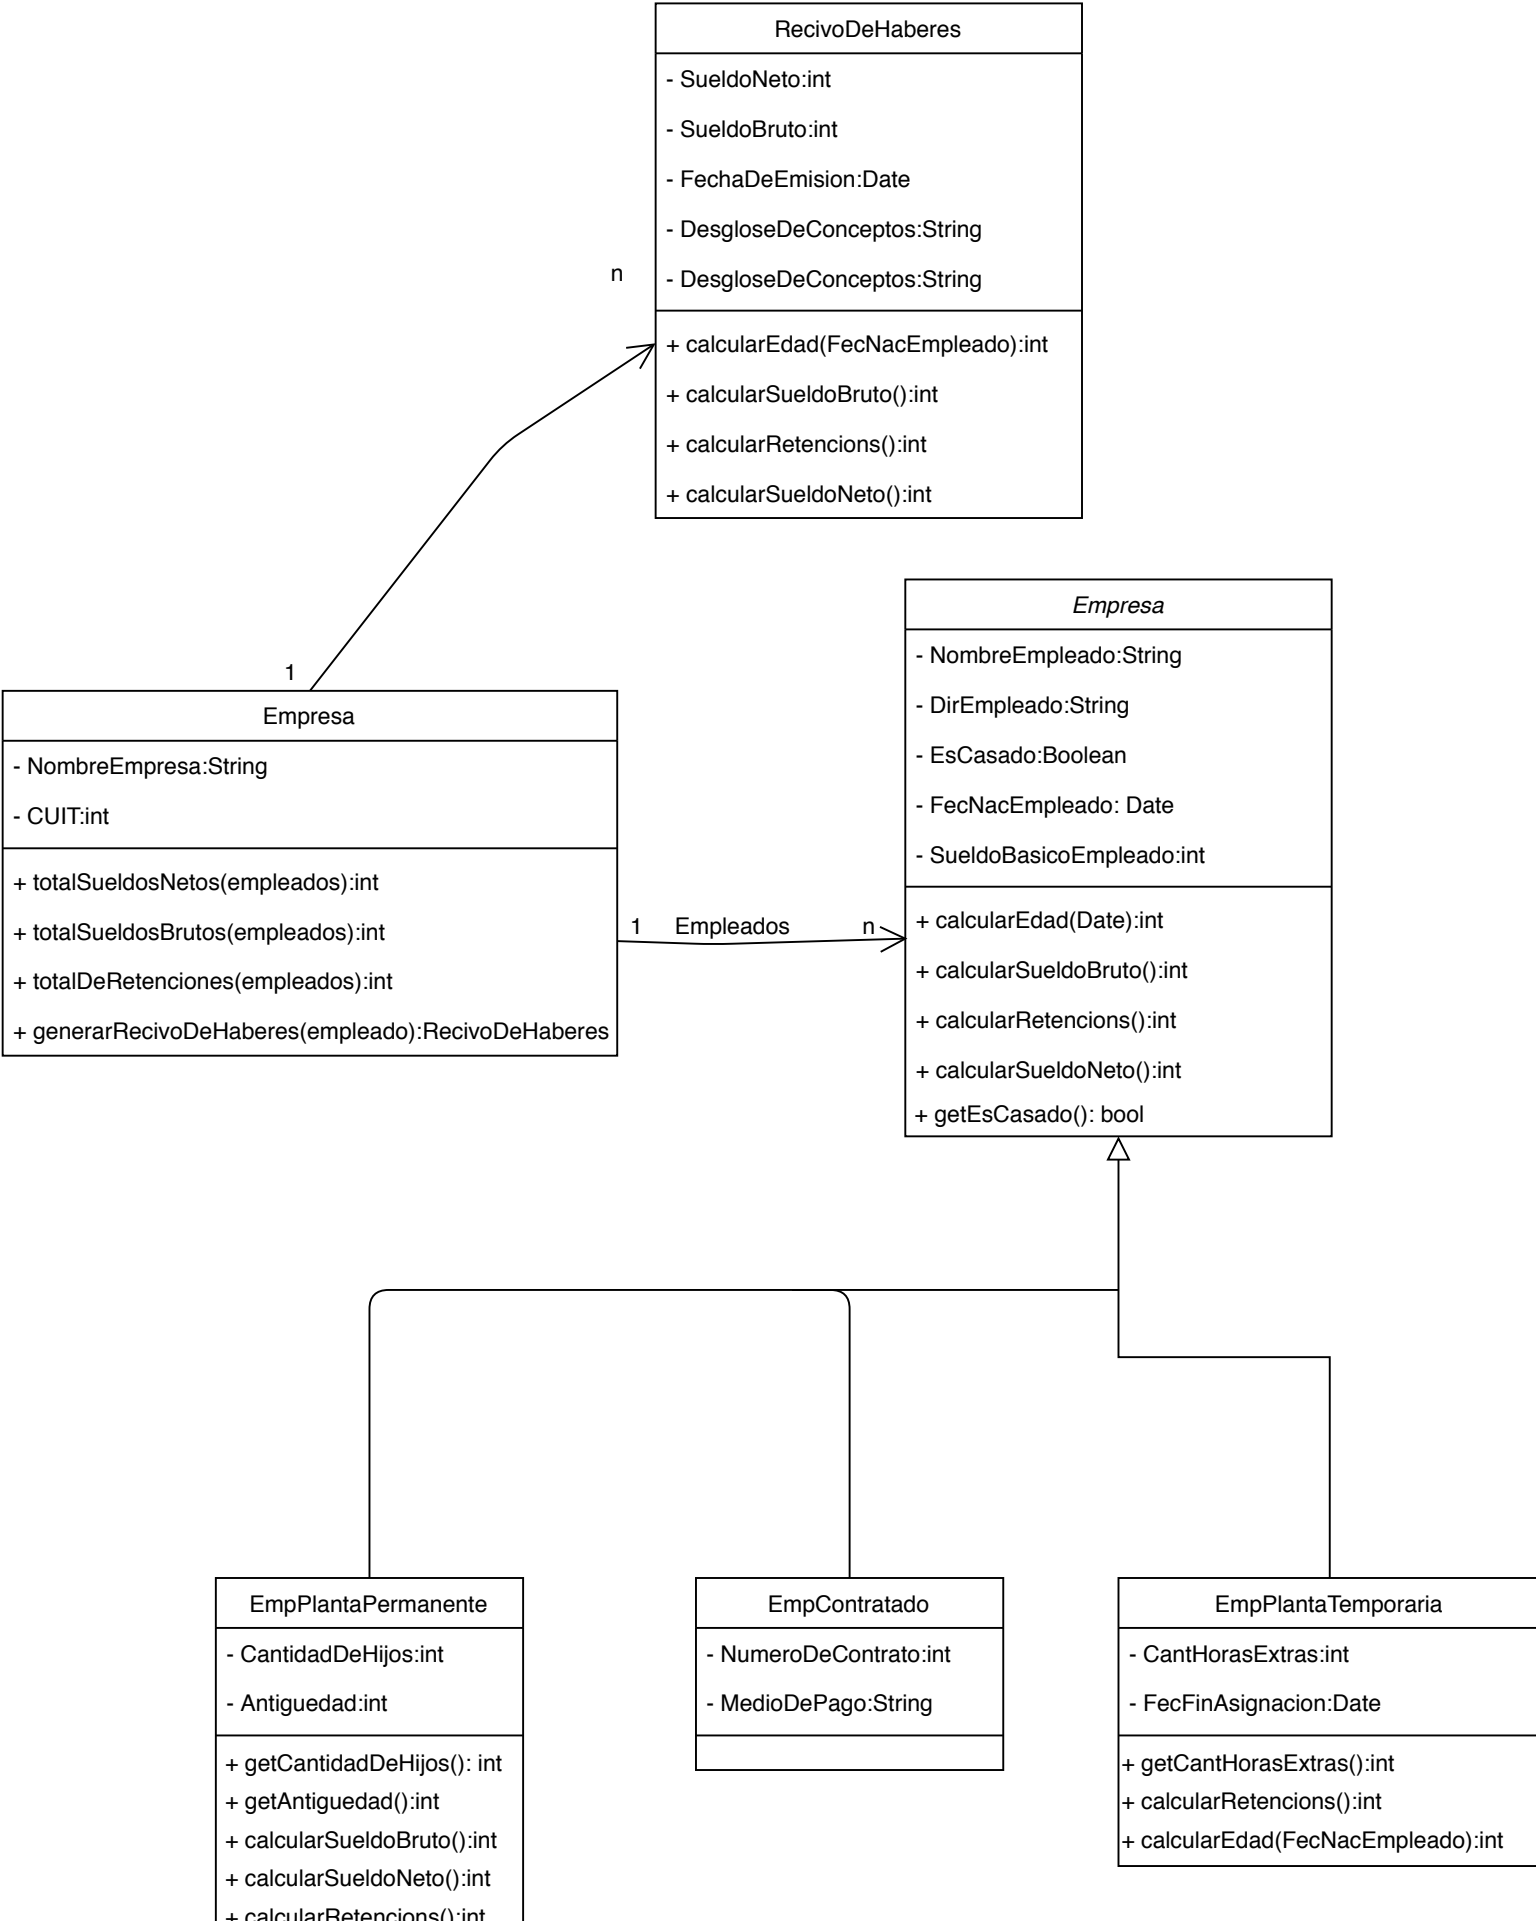 RecivoDeHaberes
- SueldoNeto:int
- SueldoBruto:int
- FechaDeEmision:Date
- DesgloseDeConceptos:String
- DesgloseDeConceptos:String
+ calcularEdad(FecNacEmpleado):int
+ calcularSueldoBruto():int
+ calcularRetencions():int
+ calcularSueldoNeto():int
n
1
Empresa
- NombreEmpresa:String
- CUIT:int
+ totalSueldosNetos(empleados):int
+ totalSueldosBrutos(empleados):int
+ totalDeRetenciones(empleados):int
+ generarRecivoDeHaberes(empleado):RecivoDeHaberes
1 Empleados n
Empresa
- NombreEmpleado:String
- DirEmpleado:String
- EsCasado:Boolean
- FecNacEmpleado: Date
- SueldoBasicoEmpleado:int
+ calcularEdad(Date):int
+ calcularSueldoBruto():int
+ calcularRetencions():int
+ calcularSueldoNeto():int
+ getEsCasado(): bool
EmpPlantaPermanente
- CantidadDeHijos:int
- Antiguedad:int
+ getCantidadDeHijos(): int
+ getAntiguedad():int
+ calcularSueldoBruto():int
+ calcularSueldoNeto():int
+ calcularRetencions():int
EmpContratado
- NumeroDeContrato:int
- MedioDePago:String
EmpPlantaTemporaria
- CantHorasExtras:int
- FecFinAsignacion:Date
+ getCantHorasExtras():int
+ calcularRetencions():int
+ calcularEdad(FecNacEmpleado):int